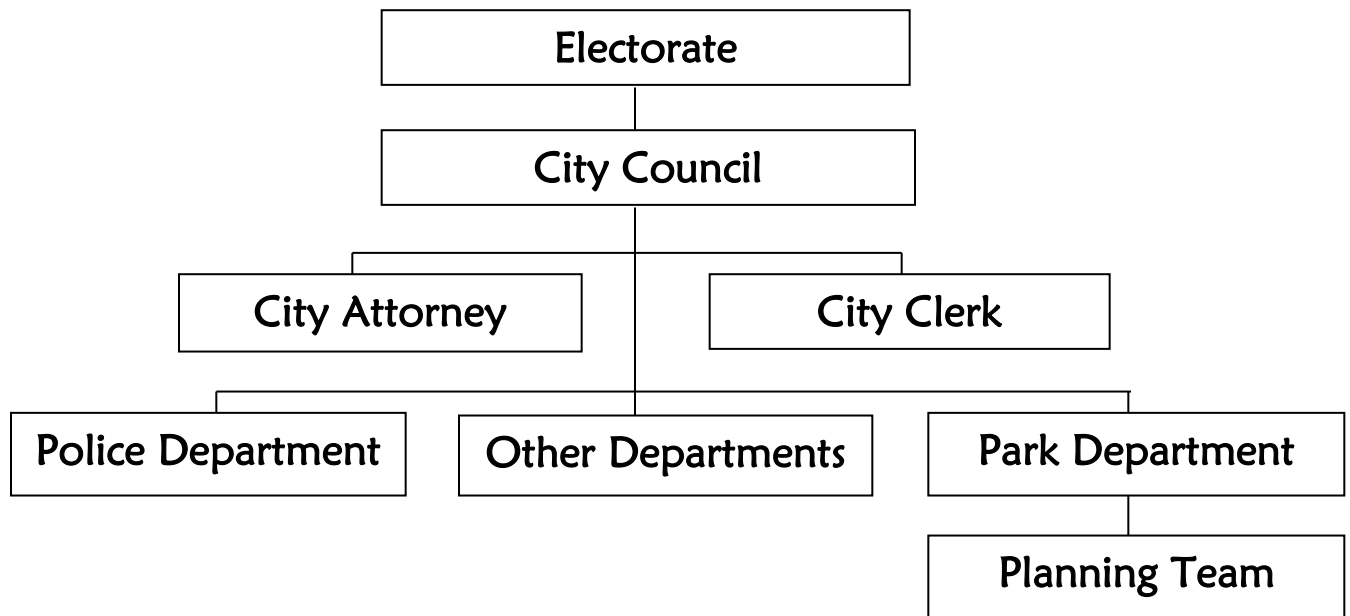 Electorate
City Council
City Attorney
City Clerk
Police Department
Other Departments
Park Department
Planning Team